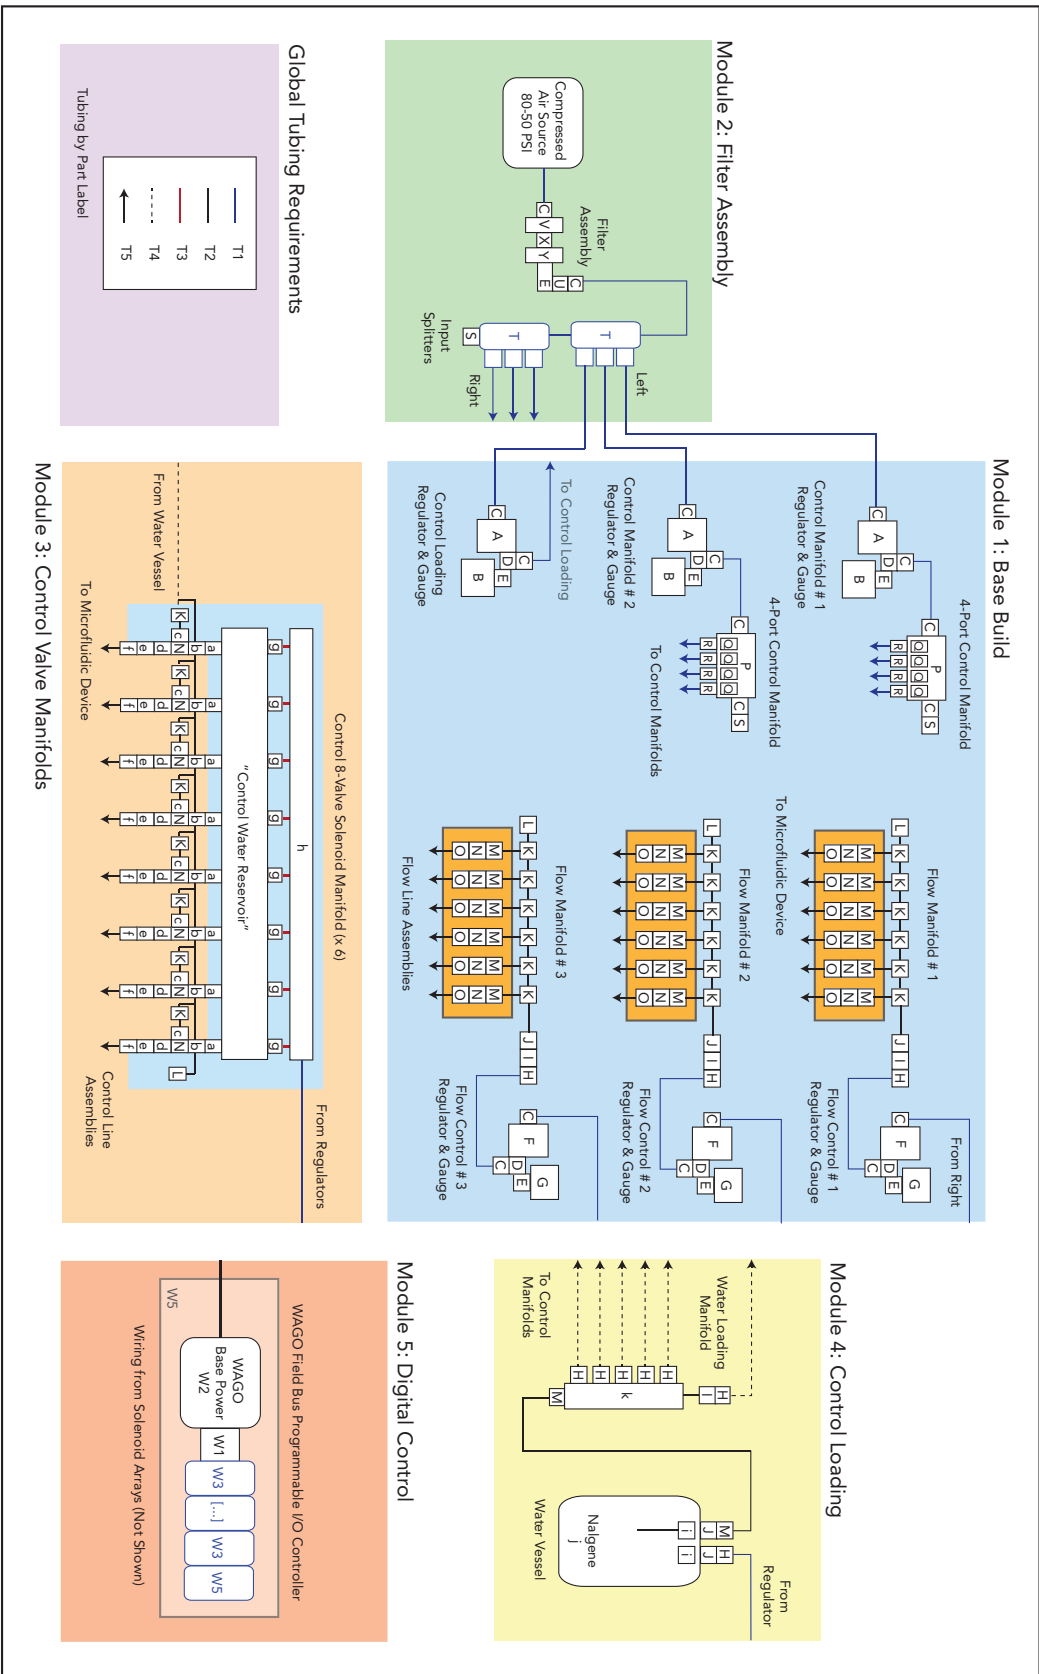 Module 2: Filter Assembly
Compressed
Air Source
80-50 PSI
C
V
X
Y
E
U
C
Filter
Assembly
T
T
S
Input
Splitters
Left
Right
Global Tubing Requirements
T1
T2
T3
T4
T5
Tubing by Part Label
Module 1: Base Build
Control Manifold # 1
Regulator & Gauge
C
A
D
C
E
B
4-Port Control Manifold
C
P
Q Q Q Q
R R R R
C S
Control Manifold # 2
Regulator & Gauge
C
A
D
C
E
B
4-Port Control Manifold
C
P
Q Q Q Q
R R R R
C S
To Control Manifolds
To Control Loading
Control Loading
Regulator & Gauge
C
A
D
C
E
B
Flow Manifold # 1
L K K K K K K J I H
M M M M M M
N N N N N N
O O O O O O
To Microfluidic Device
From Right
C
F
D
C
E
G
Flow Control # 1
Regulator & Gauge
Flow Manifold # 2
L K K K K K K J I H
M M M M M M
N N N N N N
O O O O O O
C
F
D
C
E
G
Flow Control # 2
Regulator & Gauge
Flow Manifold # 3
L K K K K K K J I H
M M M M M M
N N N N N N
O O O O O O
Flow Line Assemblies
C
F
D
C
E
G
Flow Control # 3
Regulator & Gauge
Module 3: Control Valve Manifolds
Control 8-Valve Solenoid Manifold (x 6)
From Regulators
h
g g g g g g g g
"Control Water Reservoir"
a a a a a a a a
b b b b b b b b
K c N K c N K c N K c N K c N K c N K c N K c N
L
d d d d d d d d
e e e e e e e e
f f f f f f f f
From Water Vessel
To Microfluidic Device
Control Line
Assemblies
Module 4: Control Loading
Water Loading
Manifold
H
I
H H H H H
k
M
To Control
Manifolds
From
Regulator
M H
J J
i i
Nalgene
j
Water Vessel
Module 5: Digital Control
WAGO Field Bus Programmable I/O Controller
W5
WAGO
Base Power
W2
W1
W3
[...]
W3
W5
Wiring from Solenoid Arrays (Not Shown)